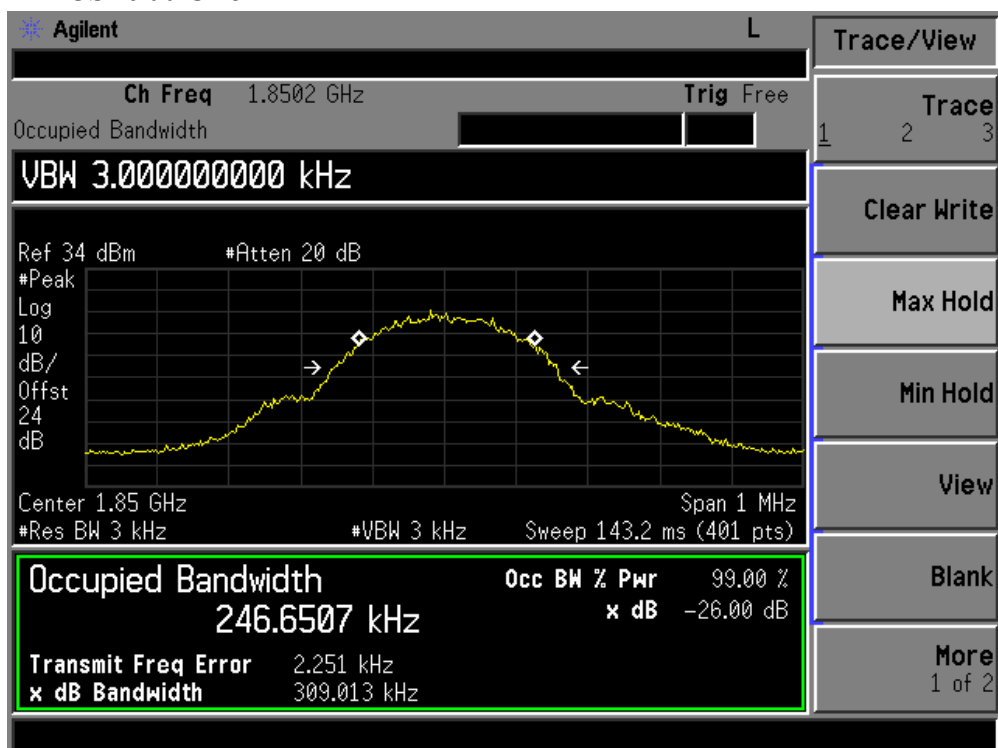 Agilent L
Ch Freq 1.8502 GHz Trig Free
Occupied Bandwidth
VBW 3.000000000 kHz
Ref 34 dBm #Atten 20 dB
#Peak
Log
10
dB/
Offst
24
dB
Center 1.85 GHz Span 1 MHz
#Res BW 3 kHz #VBW 3 kHz Sweep 143.2 ms (401 pts)
Occupied Bandwidth Occ BW % Pwr 99.00 %
246.6507 kHz x dB -26.00 dB
Transmit Freq Error 2.251 kHz
x dB Bandwidth 309.013 kHz
Trace/View
Trace
1 2 3
Clear Write
Max Hold
Min Hold
View
Blank
More
1 of 2